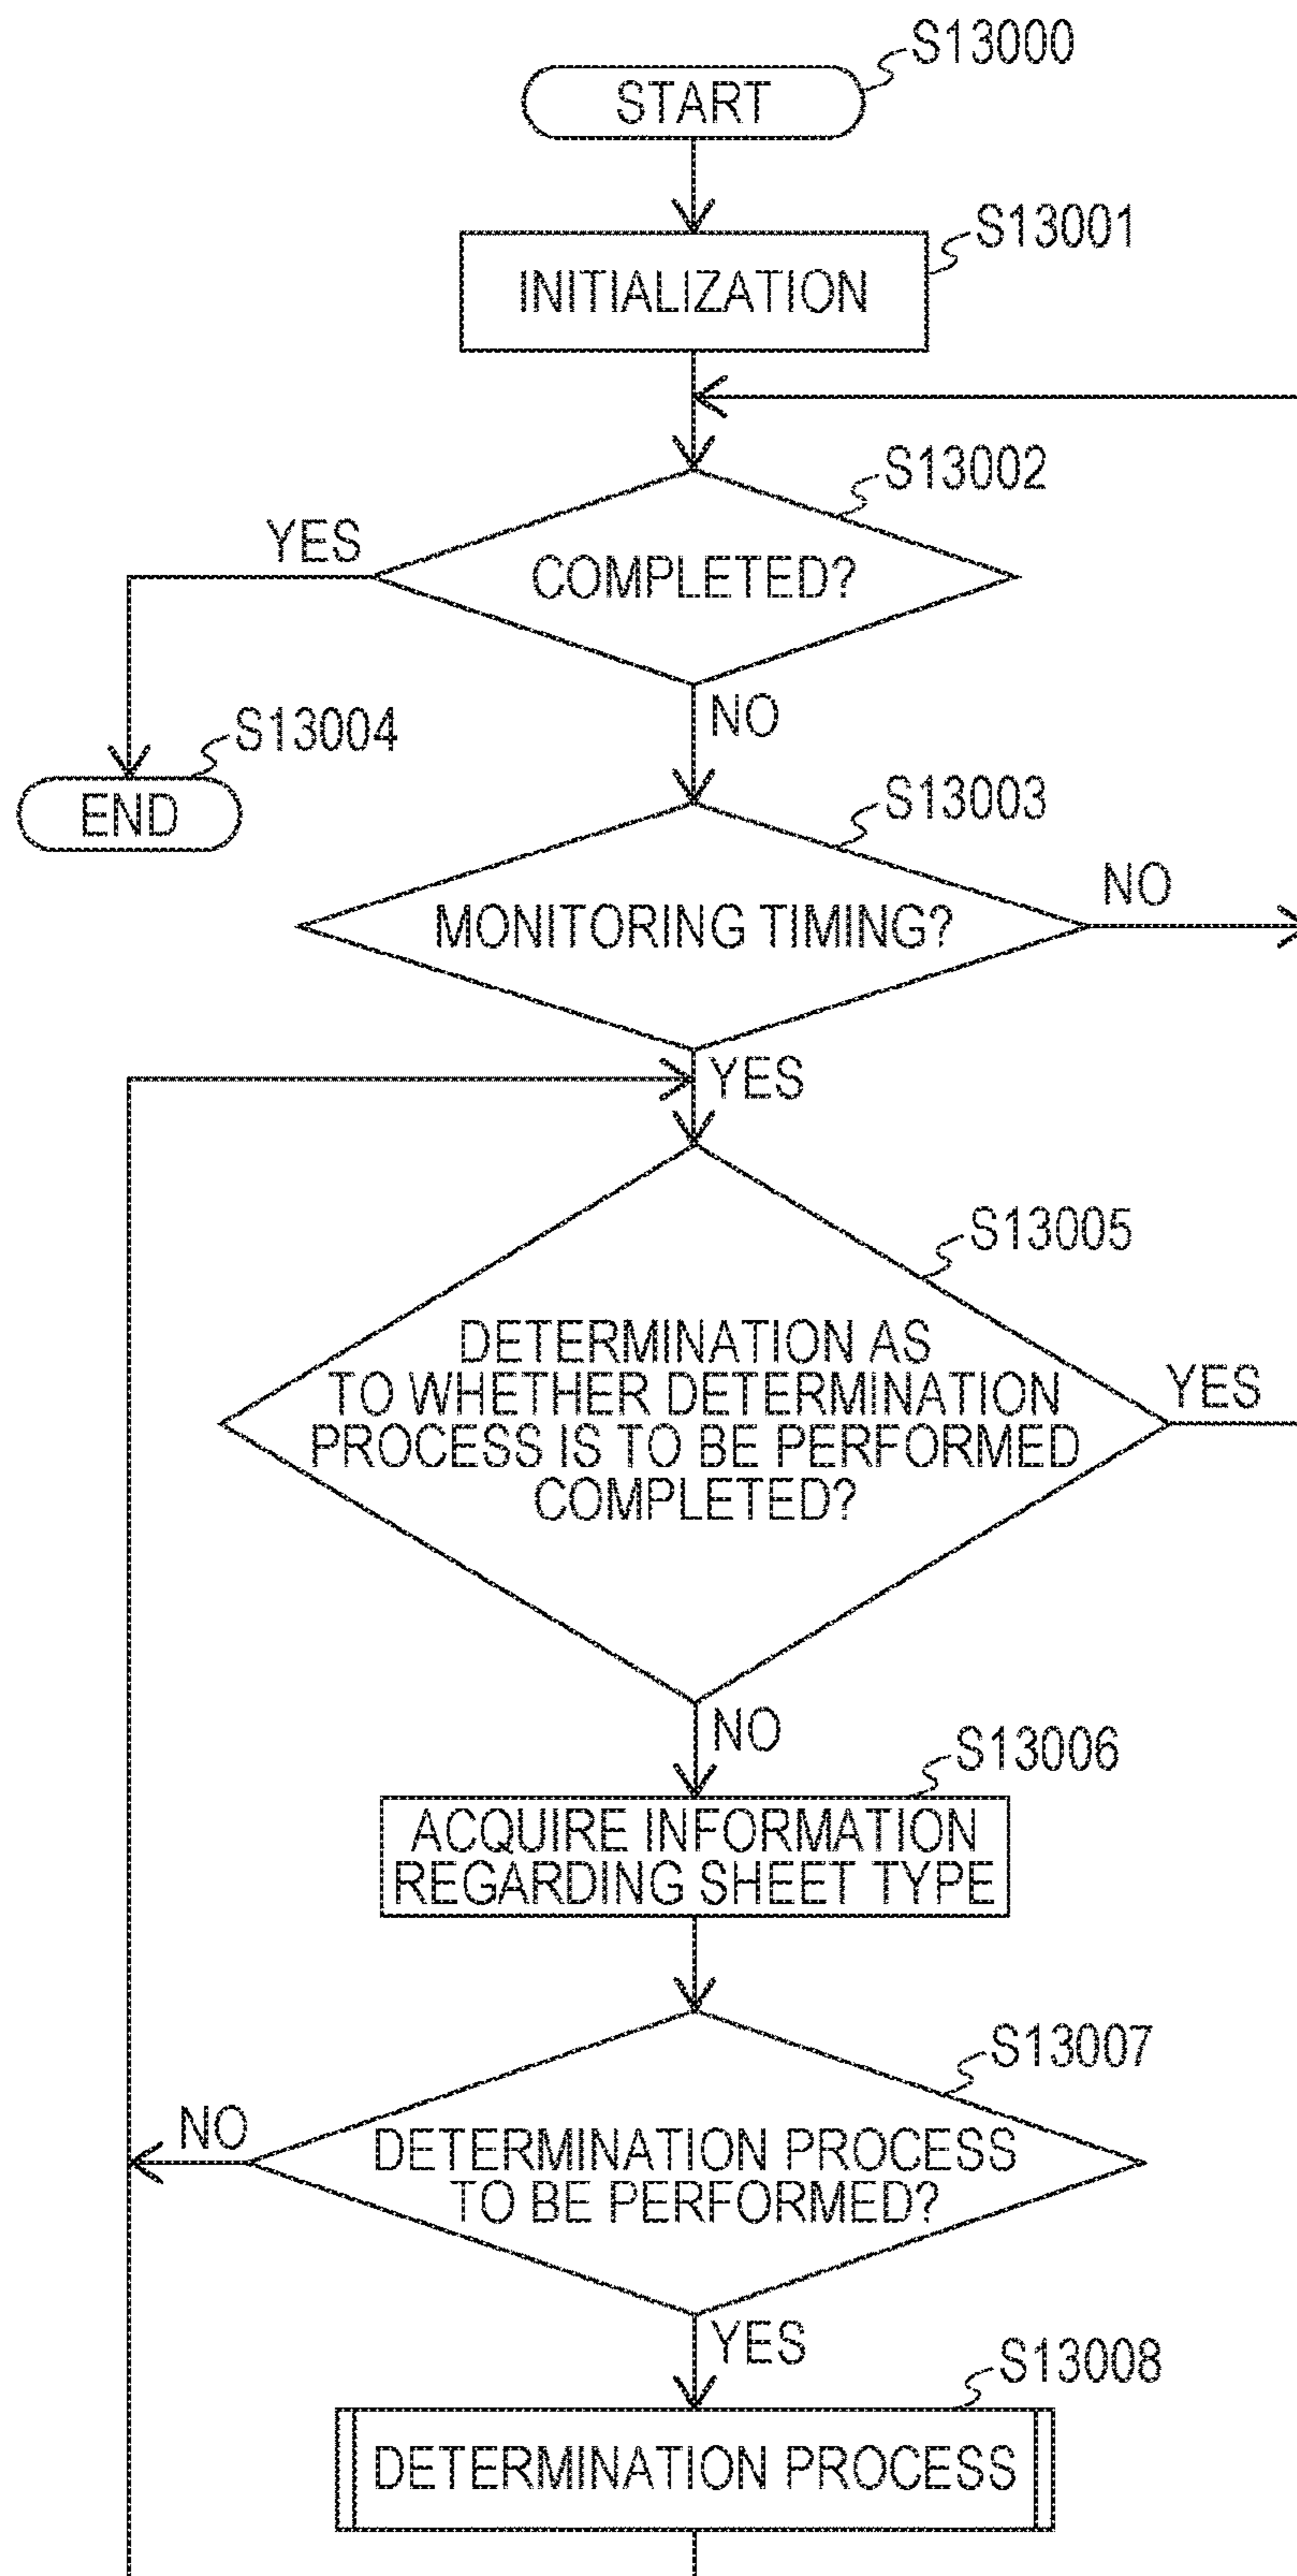 S13000
START
S13001
INITIALIZATION
S13002
YES
COMPLETED?
NO
S13004
END
S13003
MONITORING TIMING?
NO
YES
S13005
DETERMINATION AS
TO WHETHER DETERMINATION
PROCESS IS TO BE PERFORMED
COMPLETED?
YES
NO
S13006
ACQUIRE INFORMATION
REGARDING SHEET TYPE
S13007
NO
DETERMINATION PROCESS
TO BE PERFORMED?
YES
S13008
DETERMINATION PROCESS